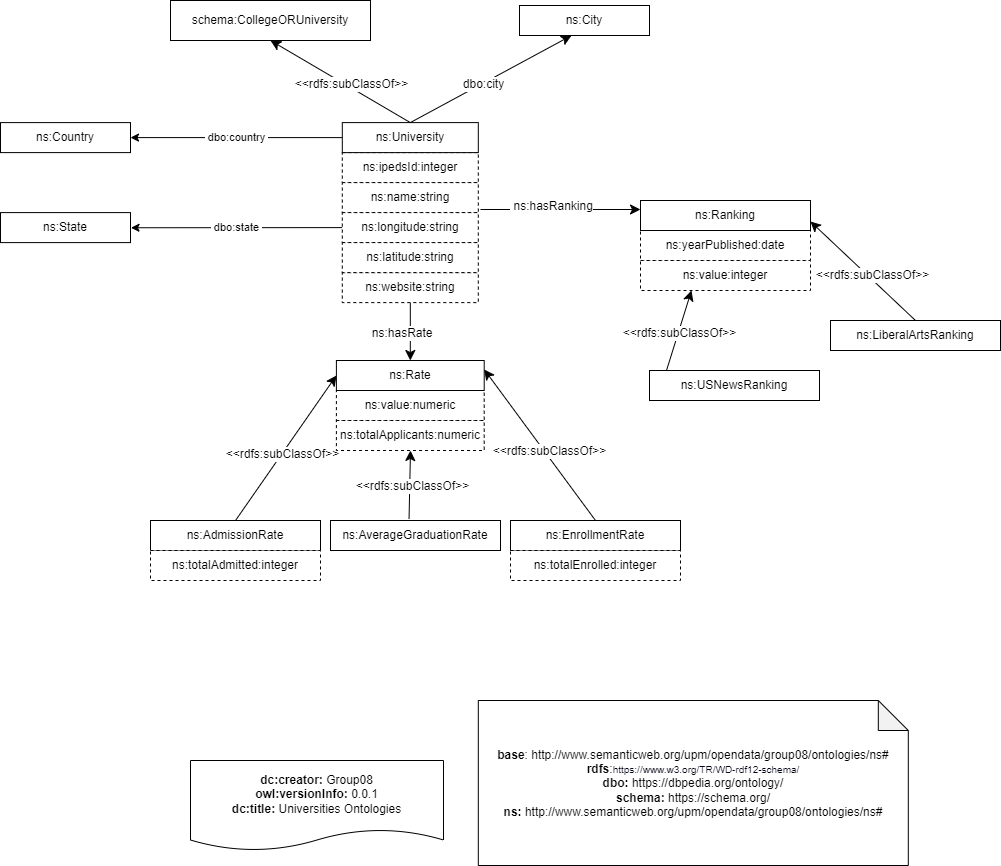 schema:CollegeORUniversity
ns:City
<<rdfs:subClassOf>>
dbo:city
ns:Country
dbo:country
ns:University
ns:ipedsId:integer
ns:name:string
ns:longitude:string
ns:latitude:string
ns:website:string
ns:State
dbo:state
ns:hasRanking
ns:Ranking
ns:yearPublished:date
ns:value:integer
<<rdfs:subClassOf>>
<<rdfs:subClassOf>>
ns:LiberalArtsRanking
ns:USNewsRanking
ns:hasRate
ns:Rate
ns:value:numeric
ns:totalApplicants:numeric
<<rdfs:subClassOf>>
<<rdfs:subClassOf>>
<<rdfs:subClassOf>>
ns:AdmissionRate
ns:totalAdmitted:integer
ns:AverageGraduationRate
ns:EnrollmentRate
ns:totalEnrolled:integer
dc:creator: Group08
owl:versionInfo: 0.0.1
dc:title: Universities Ontologies
base: http://www.semanticweb.org/upm/opendata/group08/ontologies/ns#
rdfs:https://www.w3.org/TR/WD-rdf12-schema/
dbo: https://dbpedia.org/ontology/
schema: https://schema.org/
ns: http://www.semanticweb.org/upm/opendata/group08/ontologies/ns#